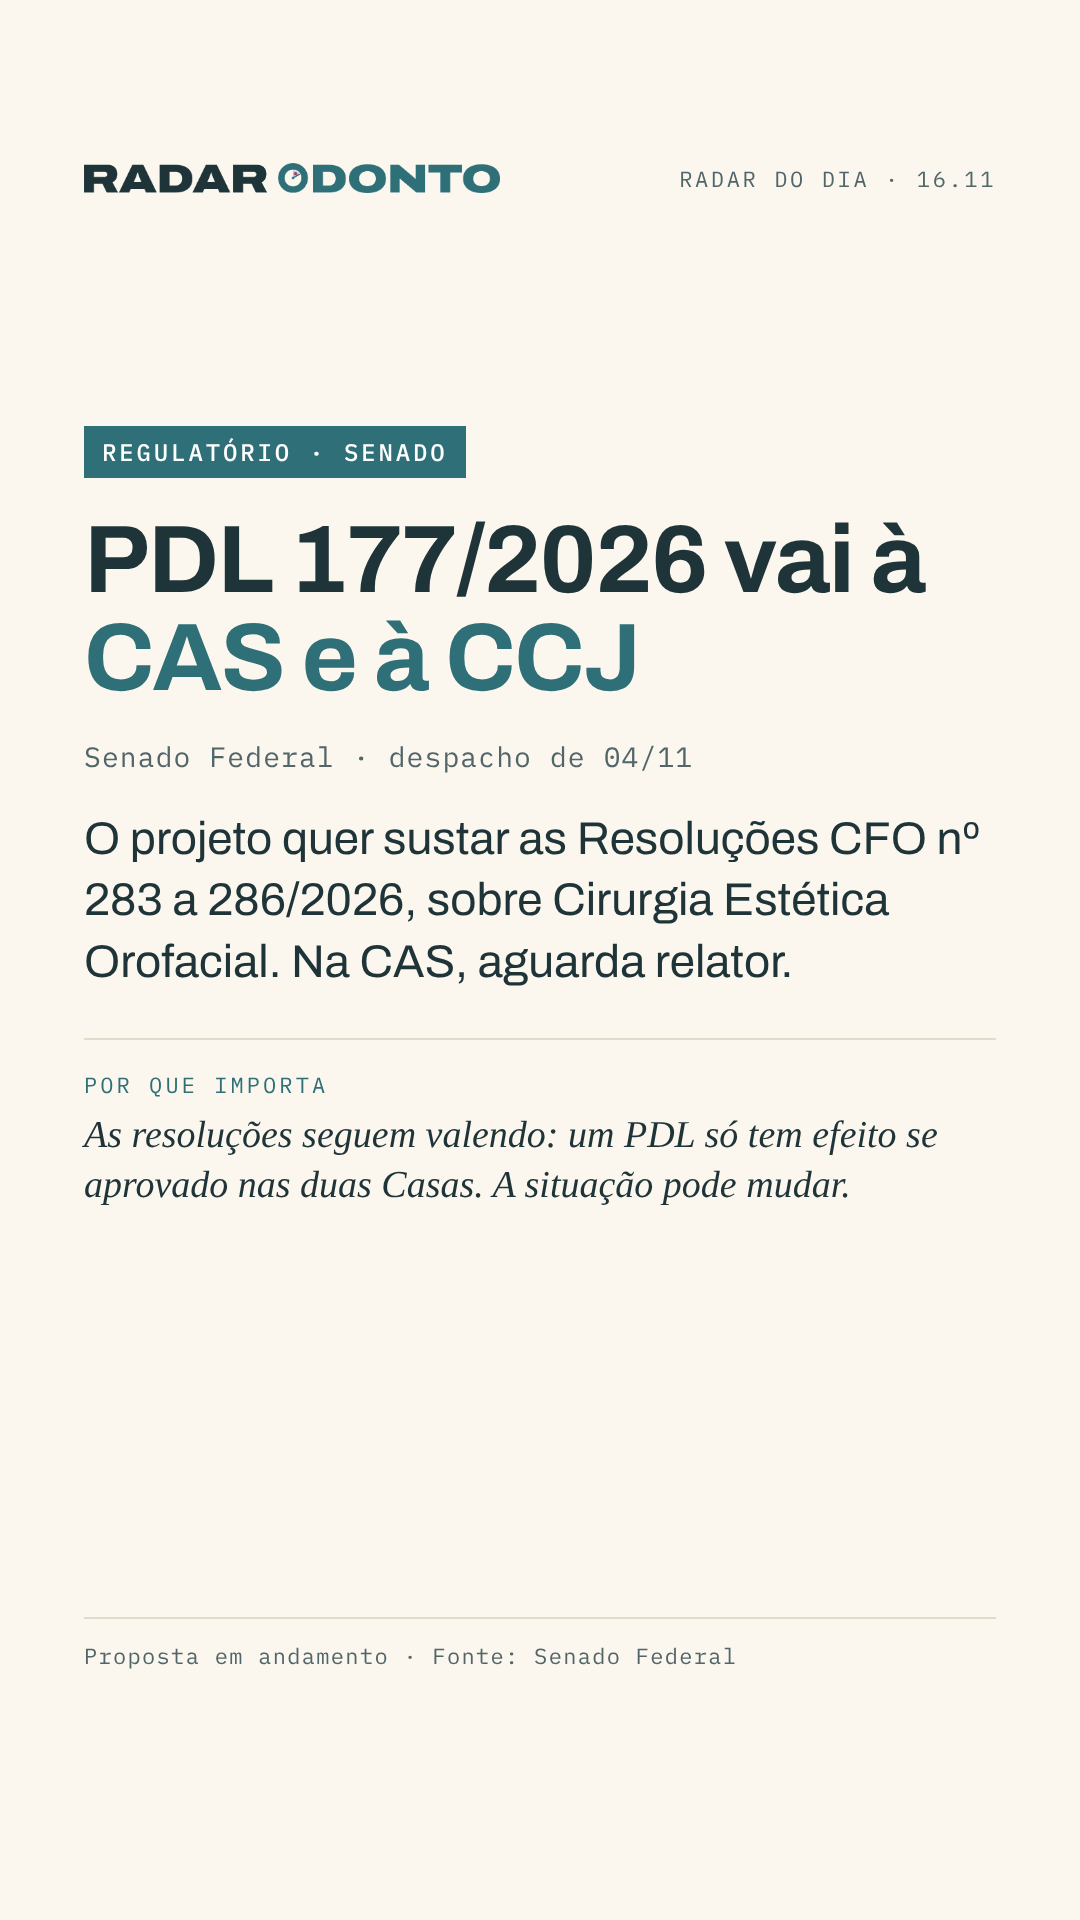 RADAR ODONTO
RADAR DO DIA · 16.11
REGULATÓRIO · SENADO
PDL 177/2026 vai à
CAS e à CCJ
Senado Federal · despacho de 04/11
O projeto quer sustar as Resoluções CFO nº
283 a 286/2026, sobre Cirurgia Estética
Orofacial. Na CAS, aguarda relator.
POR QUE IMPORTA
As resoluções seguem valendo: um PDL só tem efeito se
aprovado nas duas Casas. A situação pode mudar.
Proposta em andamento · Fonte: Senado Federal